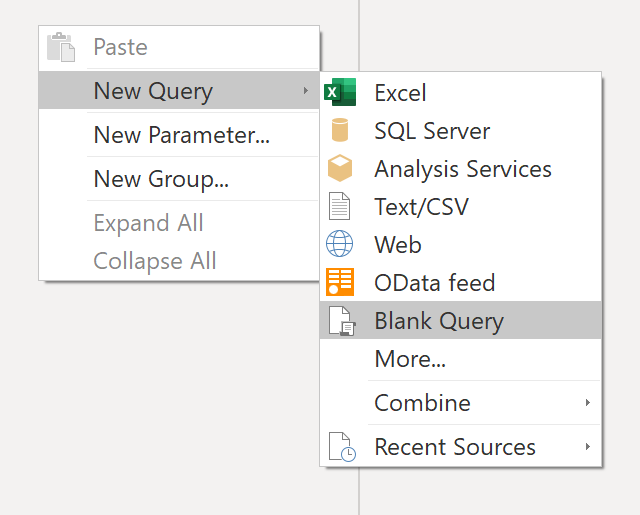 Paste
New Query
New Parameter...
New Group...
Expand All
Collapse All
Excel
SQL Server
Analysis Services
Text/CSV
Web
OData feed
Blank Query
More...
Combine
Recent Sources